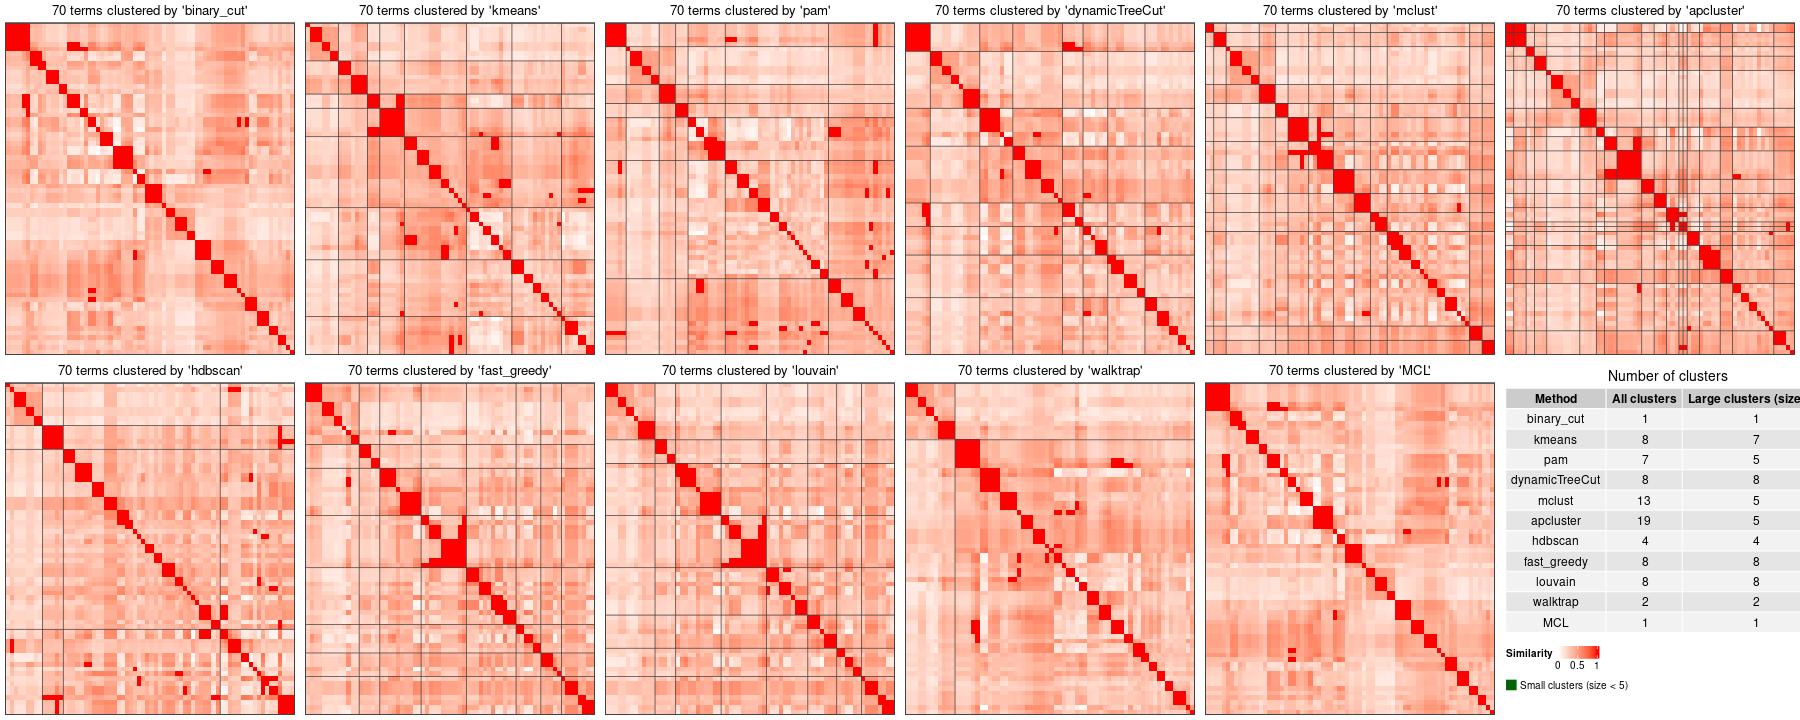 70 terms clustered by 'binary_cut'
70 terms clustered by 'kmeans'
70 terms clustered by 'pam'
70 terms clustered by 'dynamicTreeCut'
70 terms clustered by 'mclust'
70 terms clustered by 'apcluster'
70 terms clustered by 'hdbscan'
70 terms clustered by 'fast_greedy'
70 terms clustered by 'louvain'
70 terms clustered by 'walktrap'
70 terms clustered by 'MCL'
Number of clusters
Method All clusters Large clusters (size
binary_cut 1 1
kmeans 8 7
pam 7 5
dynamicTreeCut 8 8
mclust 13 5
apcluster 19 5
hdbscan 4 4
fast_greedy 8 8
louvain 8 8
walktrap 2 2
MCL 1 1
Similarity
0 0.5 1
Small clusters (size < 5)